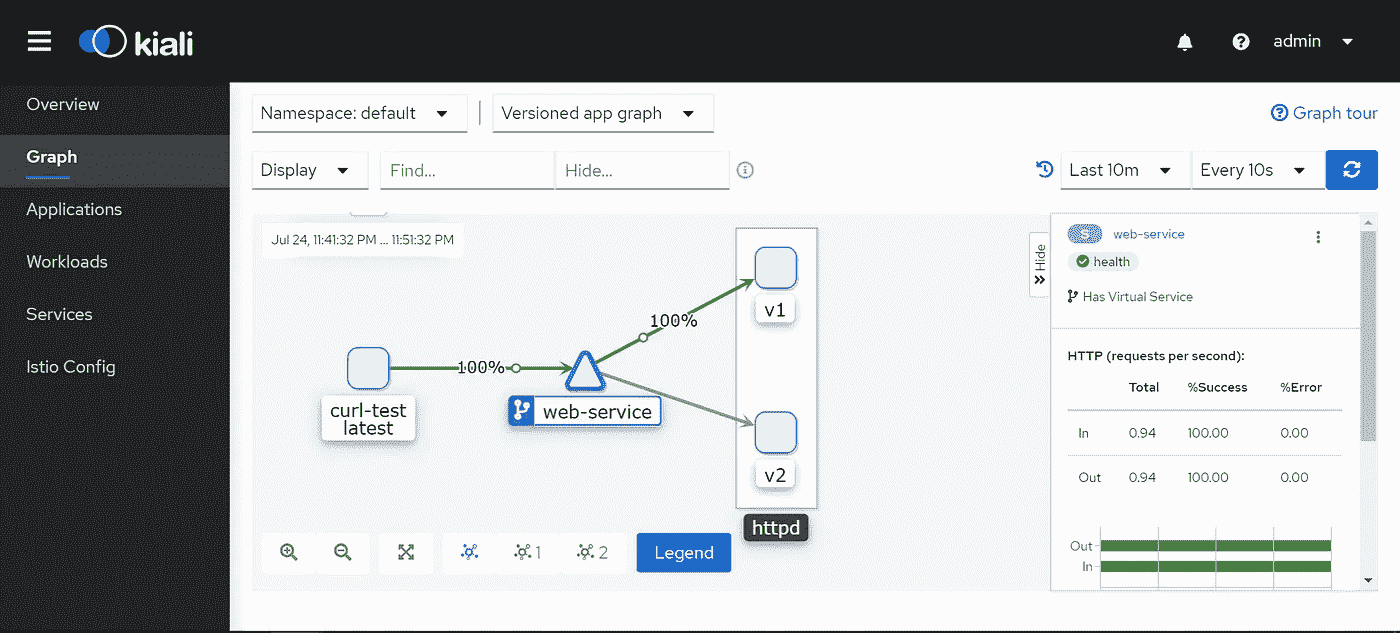 kiali
admin
Overview
Graph
Applications
Workloads
Services
Istio Config
Namespace: default
Versioned app graph
Graph tour
Display
Find...
Hide...
Last 10m
Every 10s
Jul 24, 11:41:32 PM ... 11:51:32 PM
100%
100%
v1
curl-test
latest
web-service
v2
httpd
1
2
Legend
Hide
S
web-service
health
Has Virtual Service
HTTP (requests per second):
Total %Success %Error
In 0.94 100.00 0.00
Out 0.94 100.00 0.00
Out
In